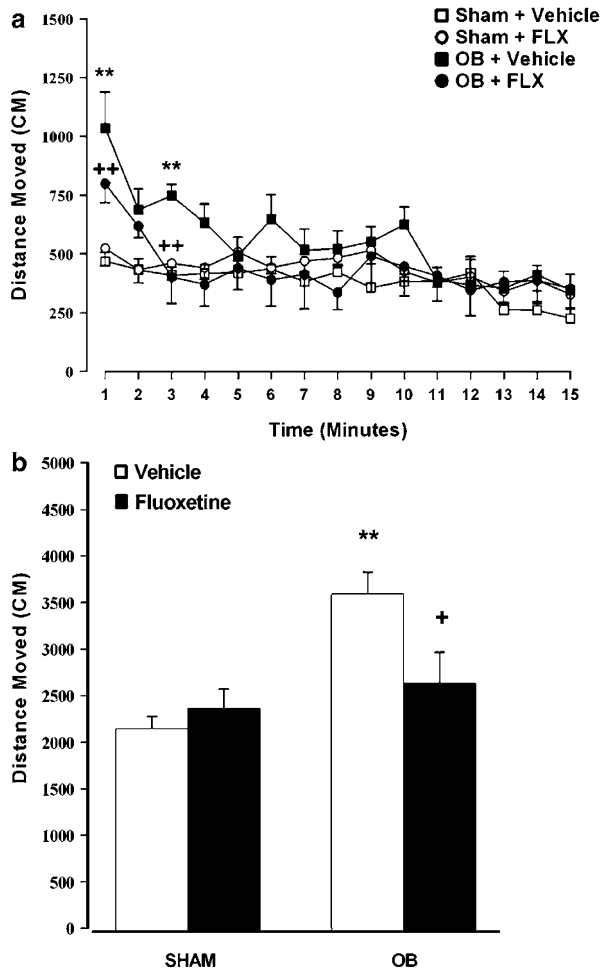 a
Sham + Vehicle
Sham + FLX
OB + Vehicle
OB + FLX
1500
1250
1000
750
500
250
0
**
++
**
++
Distance Moved (CM)
1 2 3 4 5 6 7 8 9 10 11 12 13 14 15
Time (Minutes)
b
Vehicle
Fluoxetine
5000
4500
4000
3500
3000
2500
2000
1500
1000
500
0
**
+
Distance Moved (CM)
SHAM OB